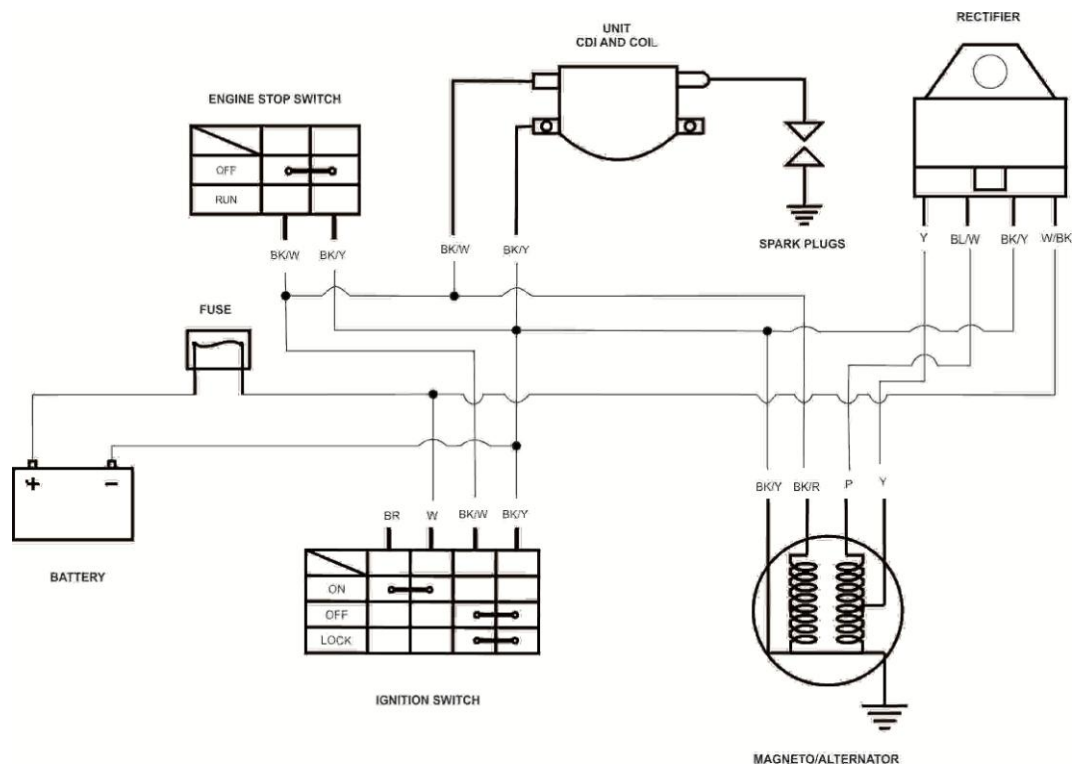 RECTIFIER
UNIT
CDI AND COIL
ENGINE STOP SWITCH
OFF
RUN
SPARK PLUGS
Y BL/W BK/Y W/BK
BK/W BK/Y
BK/W BK/Y
FUSE
+ -
BATTERY
BR W BK/W BK/Y
BK/Y BK/R P Y
ON
OFF
LOCK
IGNITION SWITCH
MAGNETO/ALTERNATOR